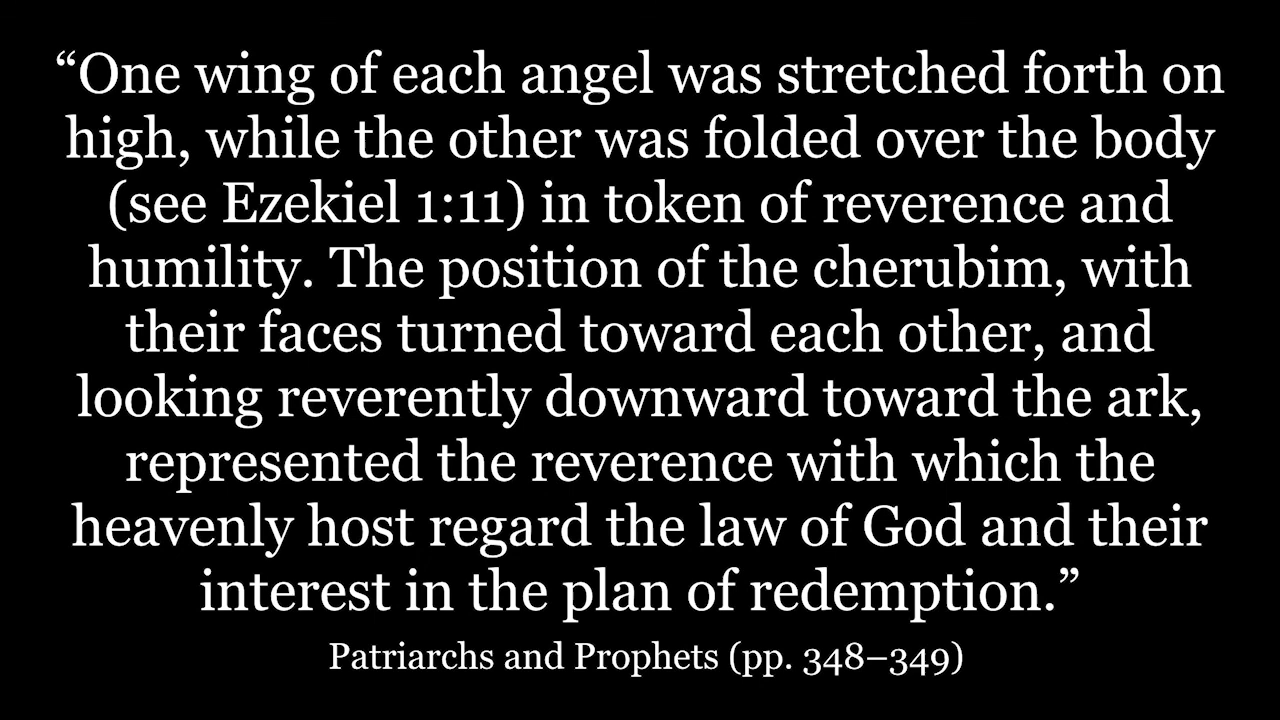 “One wing of each angel was stretched forth on
high, while the other was folded over the body
(see Ezekiel 1:11) in token of reverence and
humility. The position of the cherubim, with
their faces turned toward each other, and
looking reverently downward toward the ark,
represented the reverence with which the
heavenly host regard the law of God and their
interest in the plan of redemption.”
Patriarchs and Prophets (pp. 348–349)